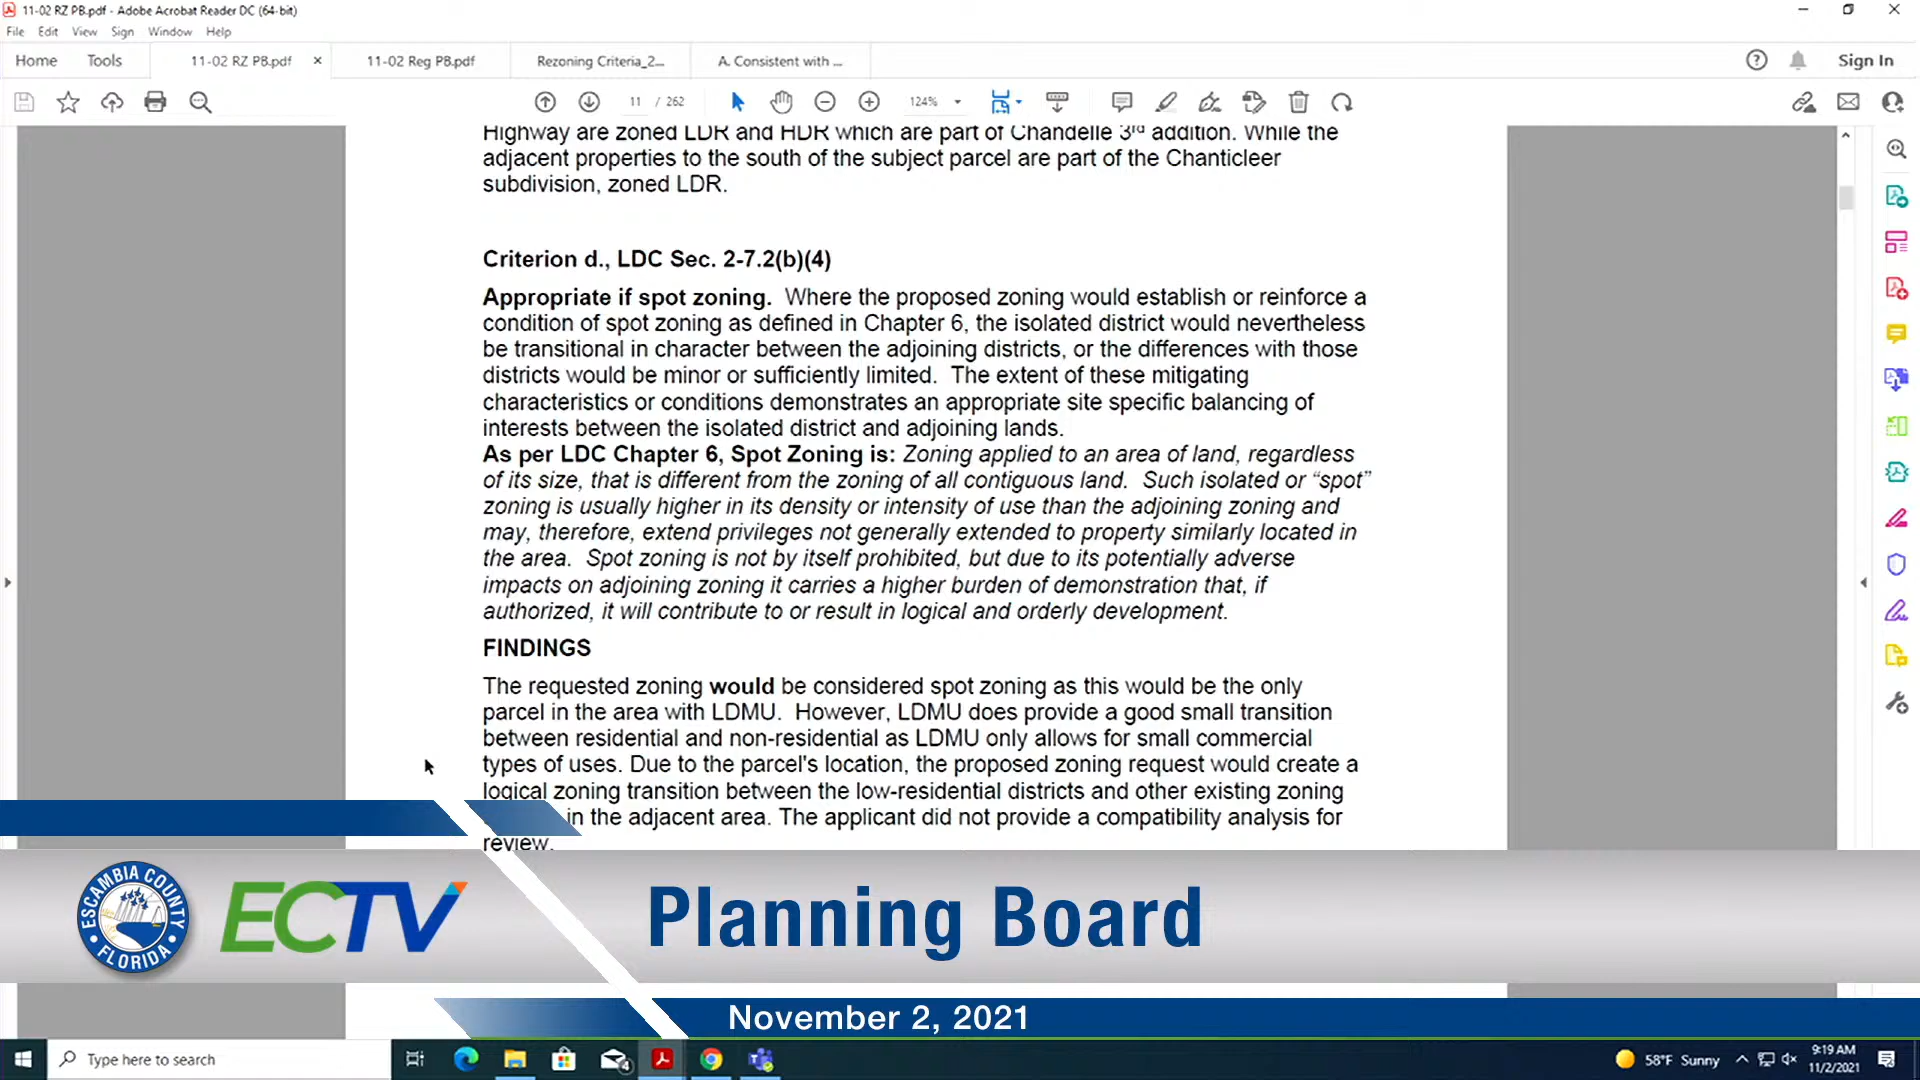 11-02 RZ PB.pdf - Adobe Acrobat Reader DC (64-bit)
File Edit View Sign Window Help
Home Tools 11-02 RZ PB.pdf × 11-02 Reg PB.pdf Rezoning Criteria_2... A. Consistent with ... Sign In
11 / 262 124%
Highway are zoned LDR and HDR which are part of Chandelle 3rd addition. While the
adjacent properties to the south of the subject parcel are part of the Chanticleer
subdivision, zoned LDR.
Criterion d., LDC Sec. 2-7.2(b)(4)
Appropriate if spot zoning. Where the proposed zoning would establish or reinforce a
condition of spot zoning as defined in Chapter 6, the isolated district would nevertheless
be transitional in character between the adjoining districts, or the differences with those
districts would be minor or sufficiently limited. The extent of these mitigating
characteristics or conditions demonstrates an appropriate site specific balancing of
interests between the isolated district and adjoining lands.
As per LDC Chapter 6, Spot Zoning is: Zoning applied to an area of land, regardless
of its size, that is different from the zoning of all contiguous land. Such isolated or “spot”
zoning is usually higher in its density or intensity of use than the adjoining zoning and
may, therefore, extend privileges not generally extended to property similarly located in
the area. Spot zoning is not by itself prohibited, but due to its potentially adverse
impacts on adjoining zoning it carries a higher burden of demonstration that, if
authorized, it will contribute to or result in logical and orderly development.
FINDINGS
The requested zoning would be considered spot zoning as this would be the only
parcel in the area with LDMU. However, LDMU does provide a good small transition
between residential and non-residential as LDMU only allows for small commercial
types of uses. Due to the parcel's location, the proposed zoning request would create a
logical zoning transition between the low-residential districts and other existing zoning
in the adjacent area. The applicant did not provide a compatibility analysis for
review.
ESCAMBIA COUNTY
FLORIDA
ECTV
Planning Board
November 2, 2021
Type here to search
4
58°F Sunny
9:19 AM
11/2/2021